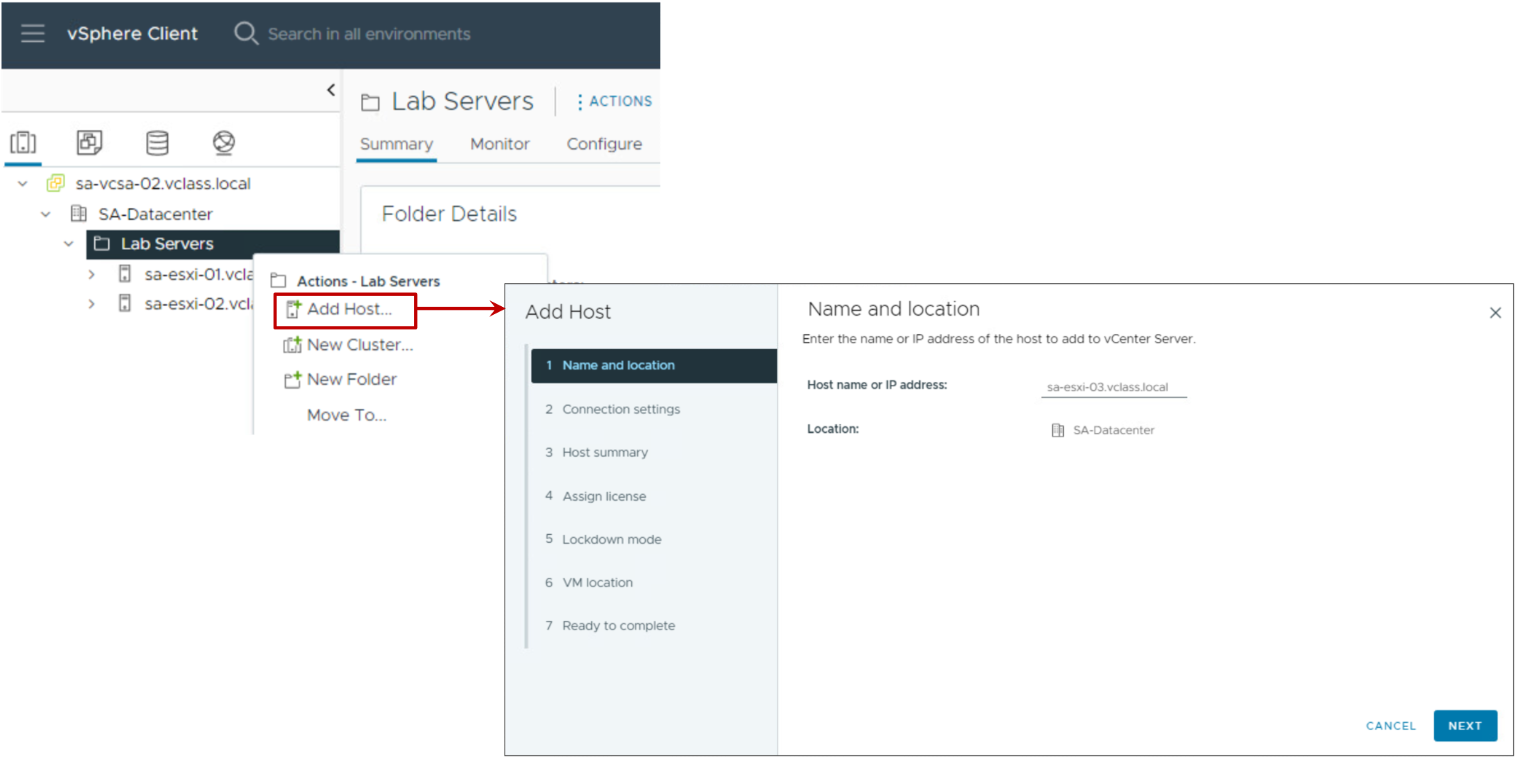 vSphere Client
Search in all environments
Lab Servers
ACTIONS
Summary Monitor Configure
sa-vcsa-02.vclass.local
SA-Datacenter
Lab Servers
sa-esxi-01.vcla
sa-esxi-02.vcl
Folder Details
Actions - Lab Servers
Add Host...
New Cluster...
New Folder
Move To...
Add Host
1 Name and location
2 Connection settings
3 Host summary
4 Assign license
5 Lockdown mode
6 VM location
7 Ready to complete
Name and location
Enter the name or IP address of the host to add to vCenter Server.
Host name or IP address: sa-esxi-03.vclass.local
Location: SA-Datacenter
CANCEL NEXT